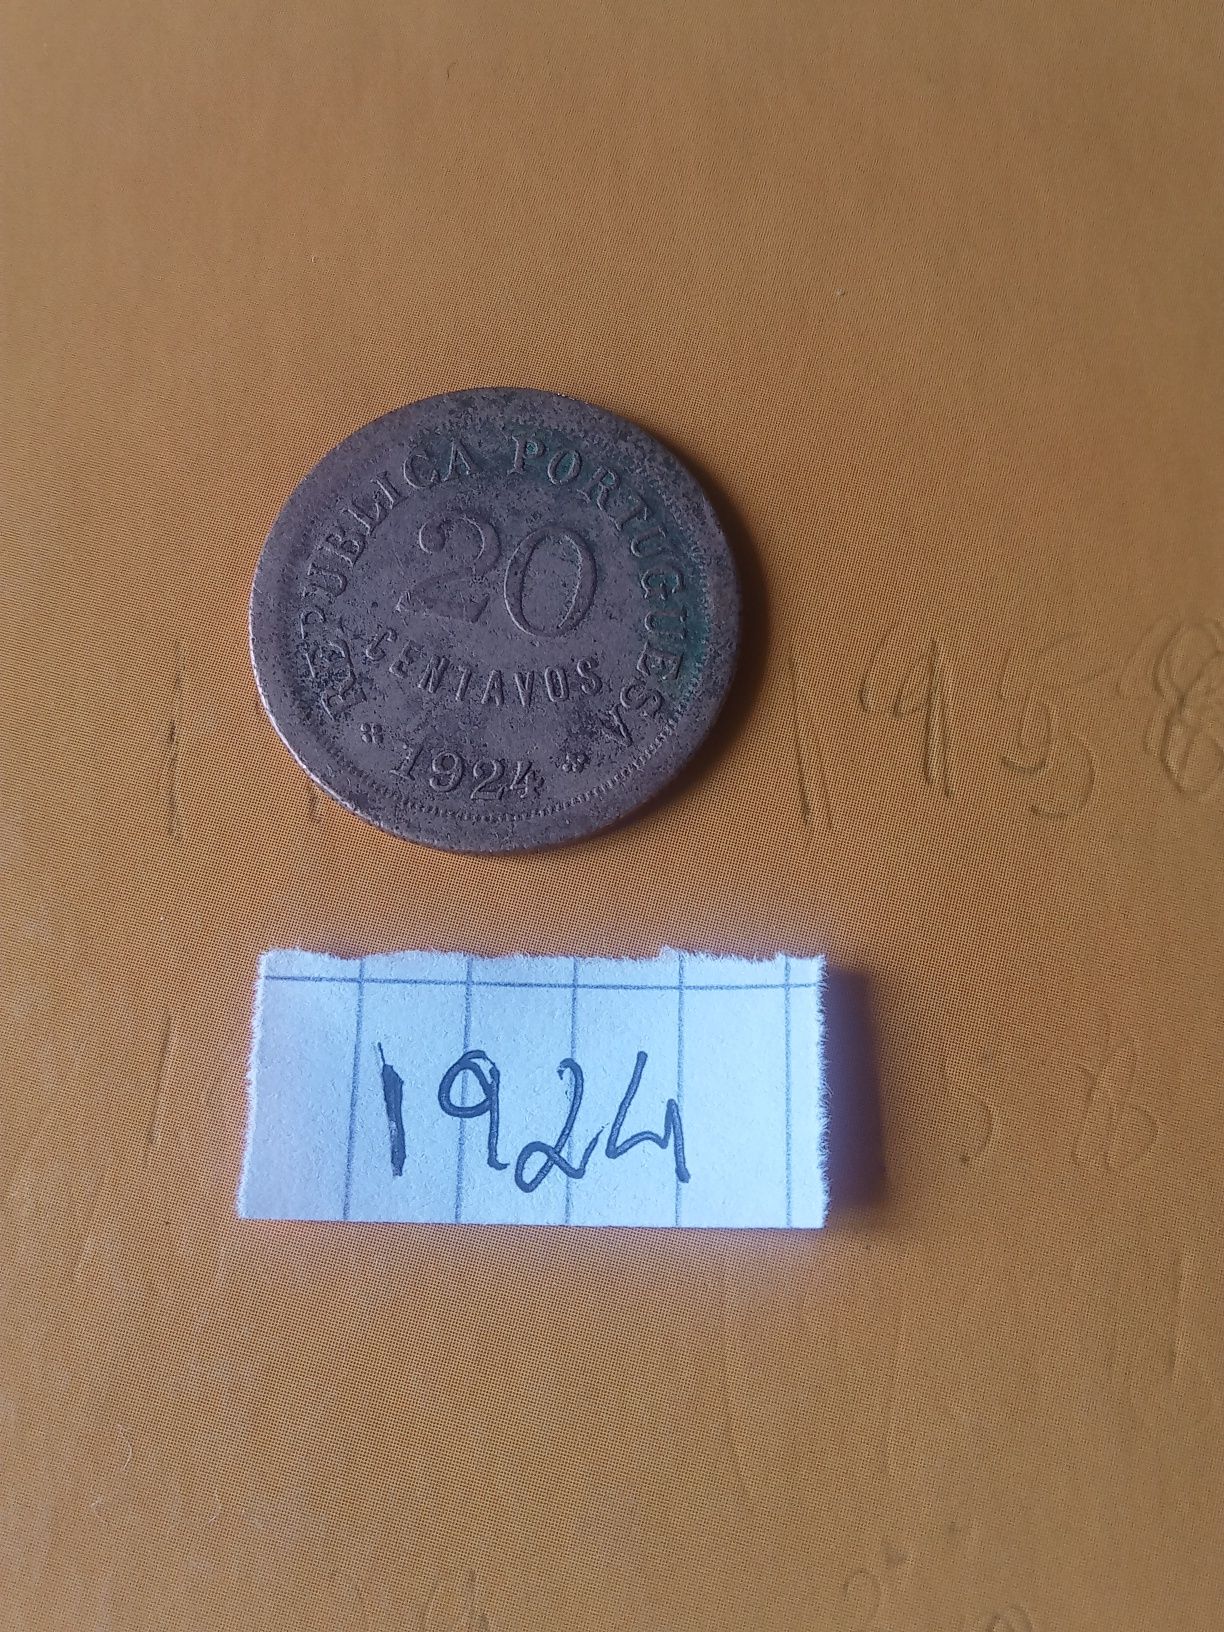 REPUBLICA PORTUGUESA
20
CENTAVOS
* 1924 *
1924